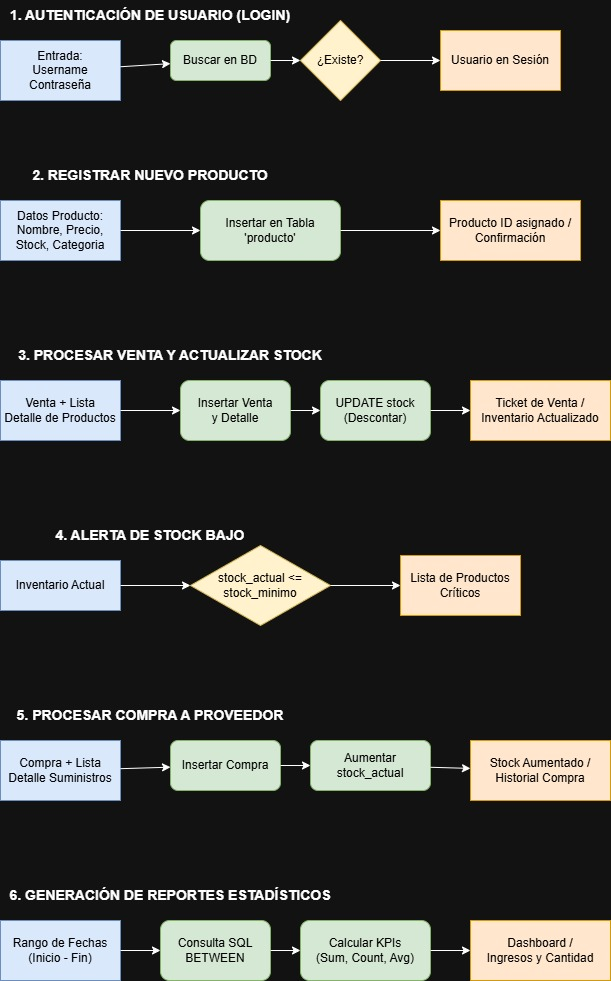 1. AUTENTICACIÓN DE USUARIO (LOGIN)
Entrada:
Username
Contraseña
Buscar en BD
¿Existe?
Usuario en Sesión
2. REGISTRAR NUEVO PRODUCTO
Datos Producto:
Nombre, Precio,
Stock, Categoria
Insertar en Tabla
'producto'
Producto ID asignado /
Confirmación
3. PROCESAR VENTA Y ACTUALIZAR STOCK
Venta + Lista
Detalle de Productos
Insertar Venta
y Detalle
UPDATE stock
(Descontar)
Ticket de Venta /
Inventario Actualizado
4. ALERTA DE STOCK BAJO
Inventario Actual
stock_actual <=
stock_minimo
Lista de Productos
Críticos
5. PROCESAR COMPRA A PROVEEDOR
Compra + Lista
Detalle Suministros
Insertar Compra
Aumentar
stock_actual
Stock Aumentado /
Historial Compra
6. GENERACIÓN DE REPORTES ESTADÍSTICOS
Rango de Fechas
(Inicio - Fin)
Consulta SQL
BETWEEN
Calcular KPIs
(Sum, Count, Avg)
Dashboard /
Ingresos y Cantidad